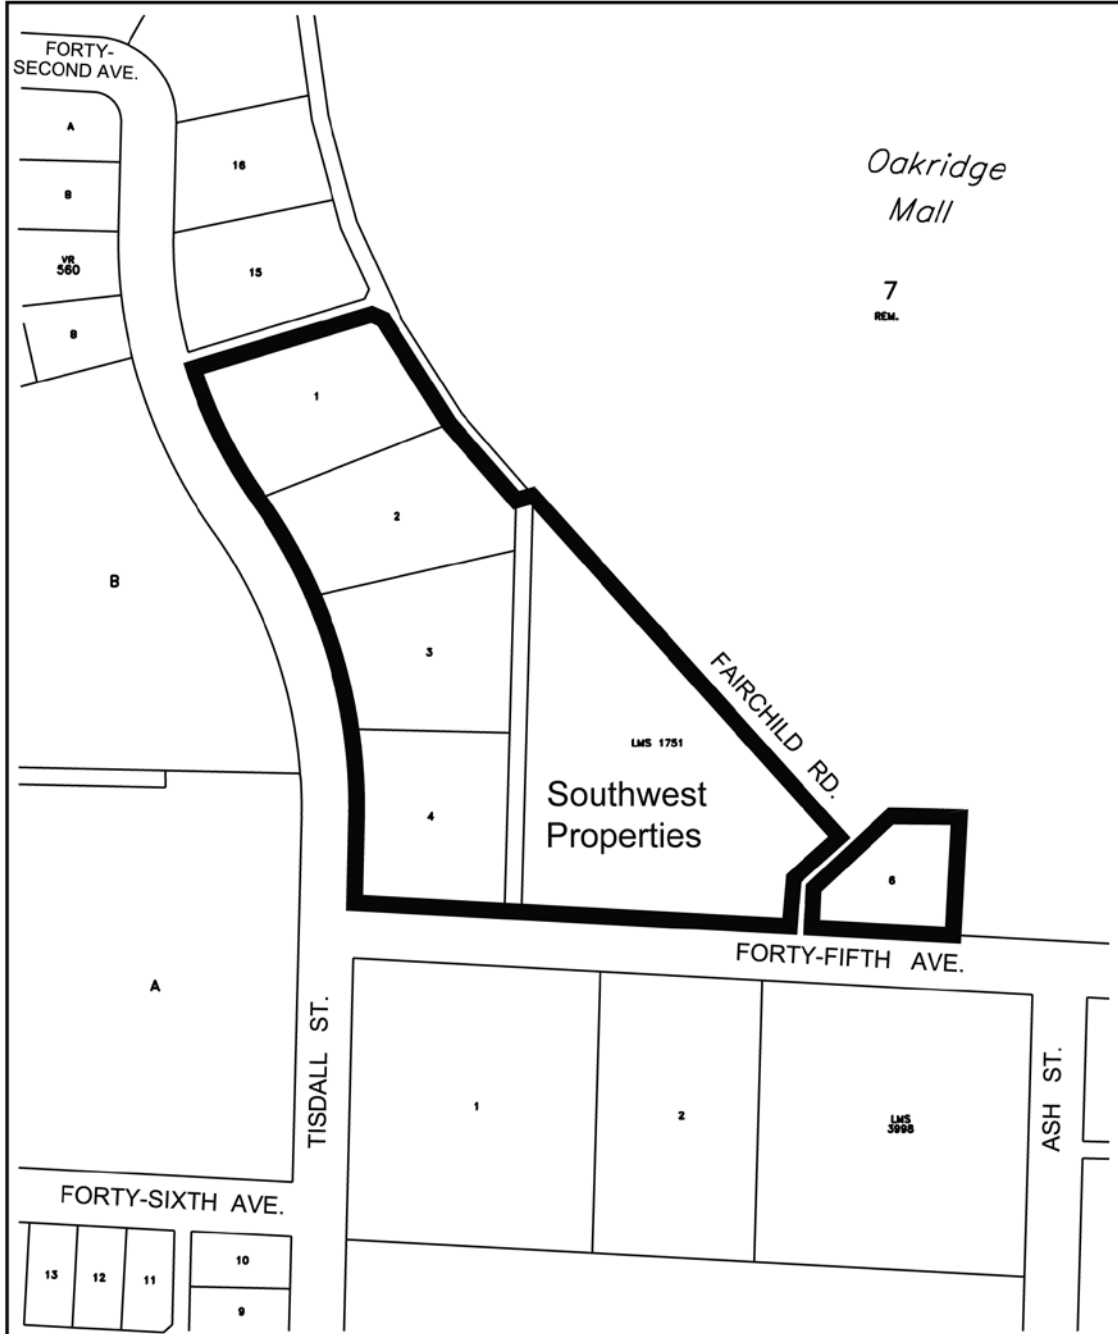 FORTY-
SECOND AVE.
A
B
VR
560
B
16
15
Oakridge
Mall
7
REM.
1
2
3
4
B
LMS 1751
Southwest
Properties
FAIRCHILD RD.
6
FORTY-FIFTH AVE.
A
TISDALL ST.
1
2
LMS
3998
ASH ST.
FORTY-SIXTH AVE.
13
12
11
10
9